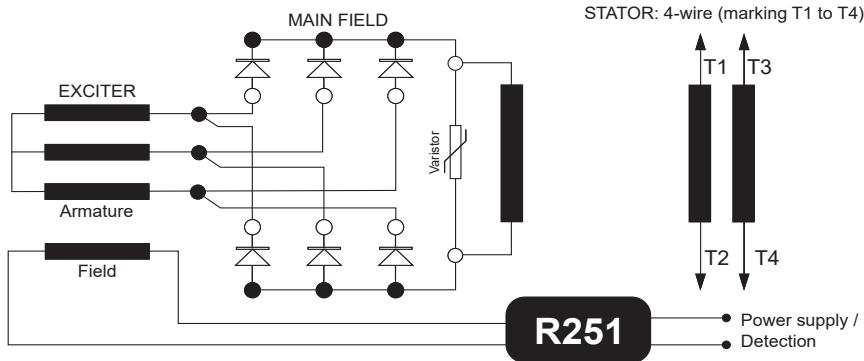 MAIN FIELD
STATOR: 4-wire (marking T1 to T4)
EXCITER
T1
T3
Varistor
Armature
Field
T2
T4
R251
Power supply /
Detection